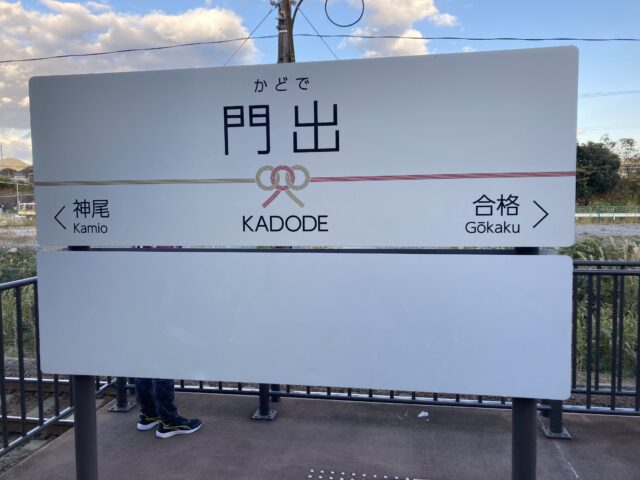 かどで
門出
KADODE
< 神尾
Kamio
合格 >
Gōkaku